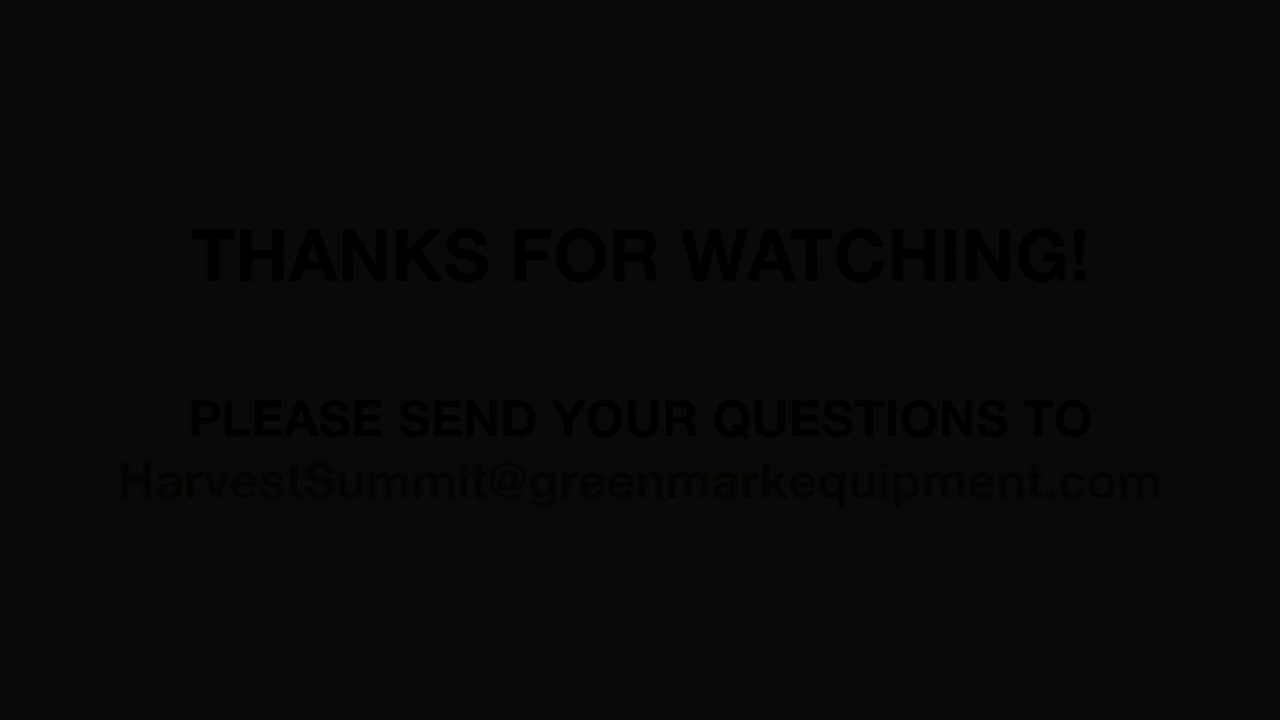 THANKS FOR WATCHING!
PLEASE SEND YOUR QUESTIONS TO
HarvestSummit@greenmarkequipment.com